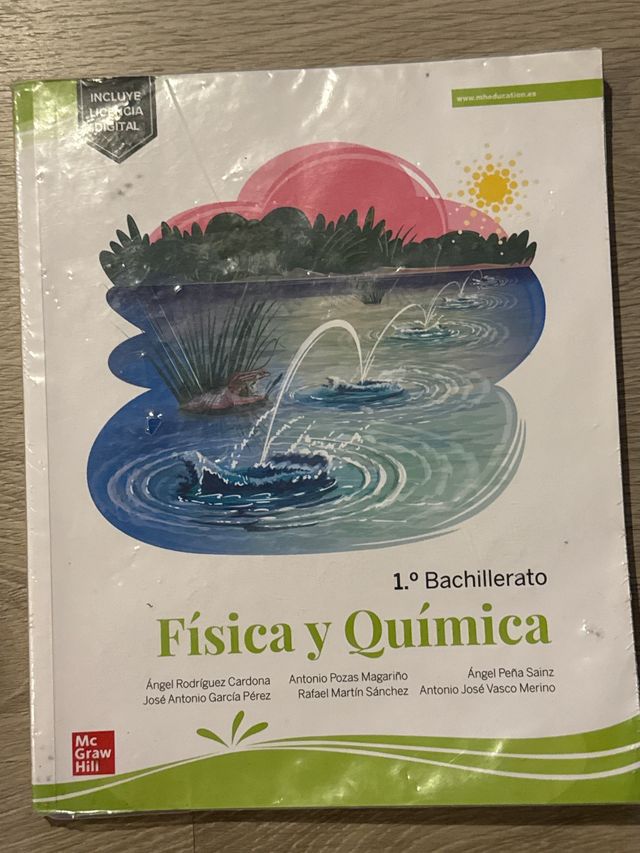 INCLUYE
LICENCIA
DIGITAL
www.mheducation.es
1.º Bachillerato
Física y Química
Ángel Rodríguez Cardona
Antonio Pozas Magariño
Ángel Peña Sainz
José Antonio García Pérez
Rafael Martín Sánchez
Antonio José Vasco Merino
Mc
Graw
Hill